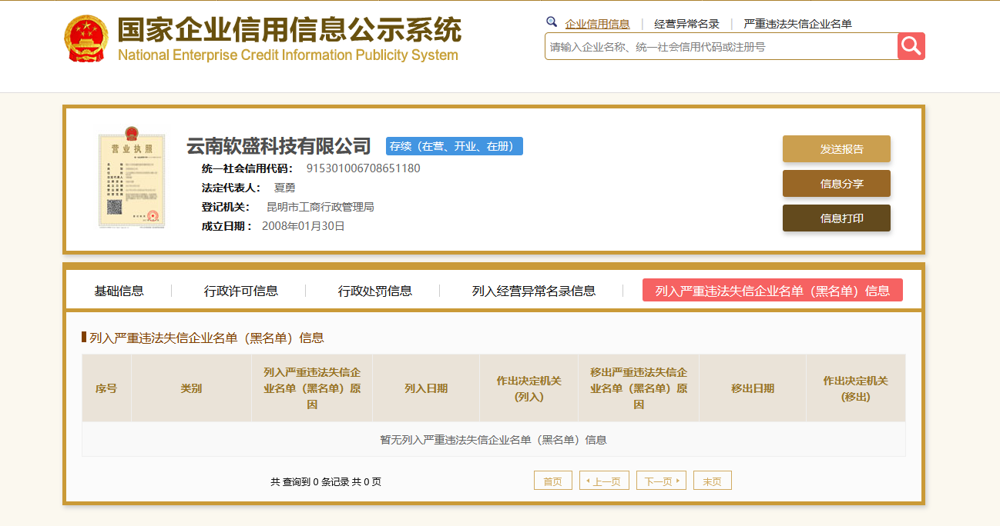 国家企业信用信息公示系统
National Enterprise Credit Information Publicity System
企业信用信息 经营异常名录 严重违法失信企业名单
请输入企业名称、统一社会信用代码或注册号
营业执照
云南软盛科技有限公司 存续（在营、开业、在册）
统一社会信用代码： 915301006708651180
法定代表人： 夏勇
登记机关： 昆明市工商行政管理局
成立日期： 2008年01月30日
发送报告
信息分享
信息打印
基础信息 行政许可信息 行政处罚信息 列入经营异常名录信息 列入严重违法失信企业名单（黑名单）信息
列入严重违法失信企业名单（黑名单）信息
序号
类别
列入严重违法失信企
业名单（黑名单）原
因
列入日期
作出决定机关
(列入)
移出严重违法失信企
业名单（黑名单）原
因
移出日期
作出决定机关
(移出)
暂无列入严重违法失信企业名单（黑名单）信息
共 查询到 0 条记录 共 0 页
首页 上一页 下一页 末页